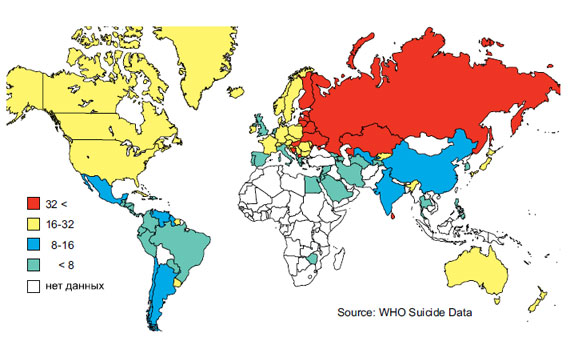 32 <
16-32
8-16
< 8
нет данных
Source: WHO Suicide Data